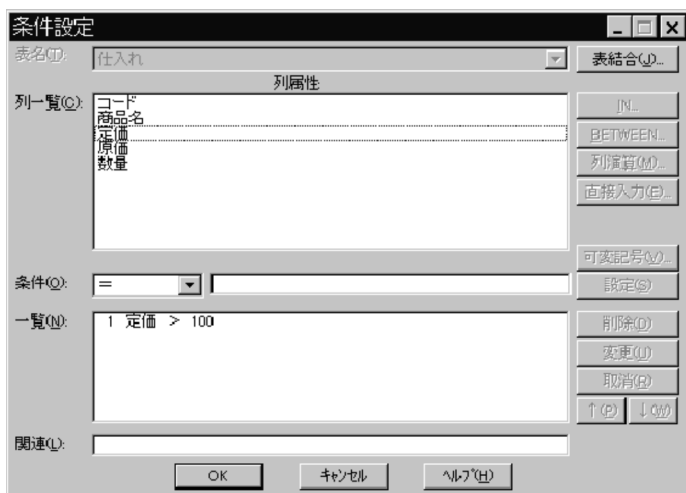 条件設定
表名(T): 仕入れ 表結合(J)...
列属性
列一覧(C):
コード
商品名
定価
原価
数量
IN...
BETWEEN...
列演算(M)...
直接入力(E)...
可変記号(V)...
条件(O): = 設定(S)
一覧(N):
1 定価 > 100
削除(D)
変更(U)
取消(R)
↑(P) ↓(W)
関連(L):
OK キャンセル ヘルプ(H)